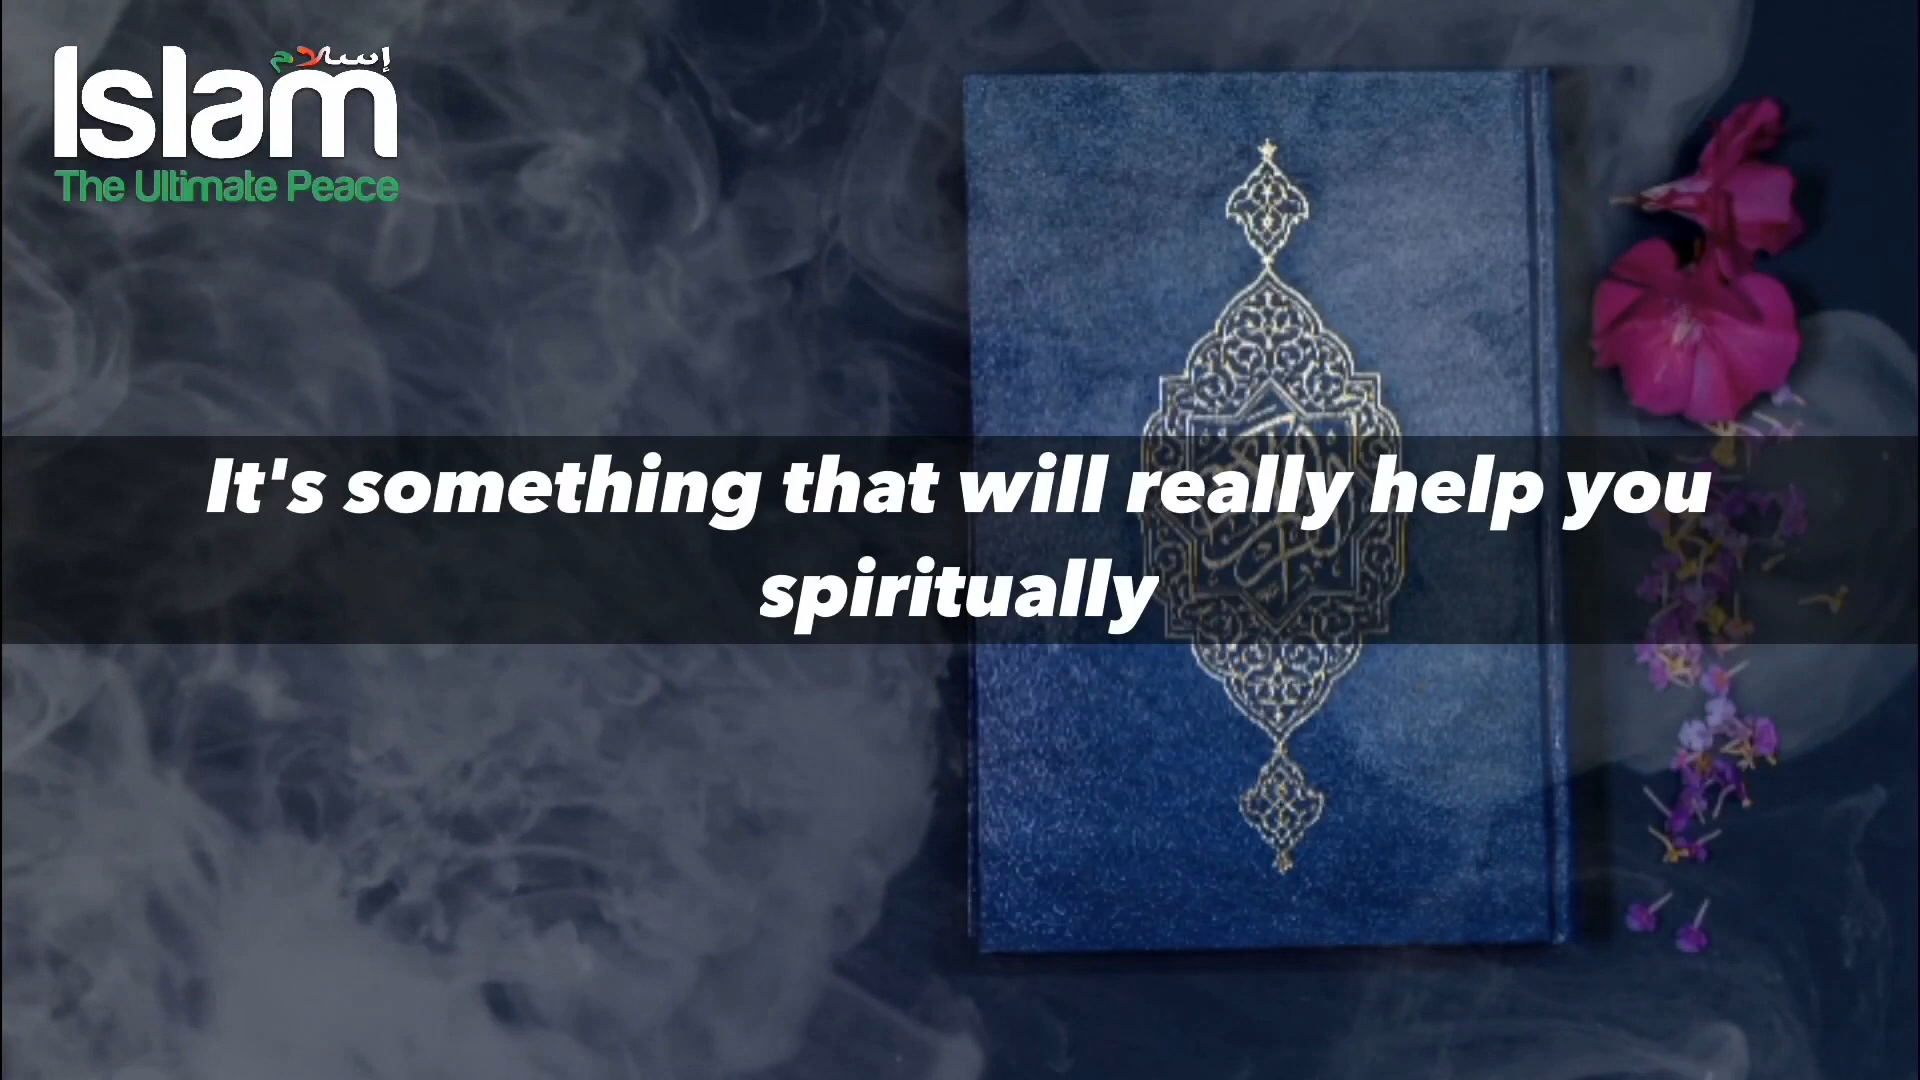 إسلام
Islam
The Ultimate Peace
It's something that will really help you
spiritually